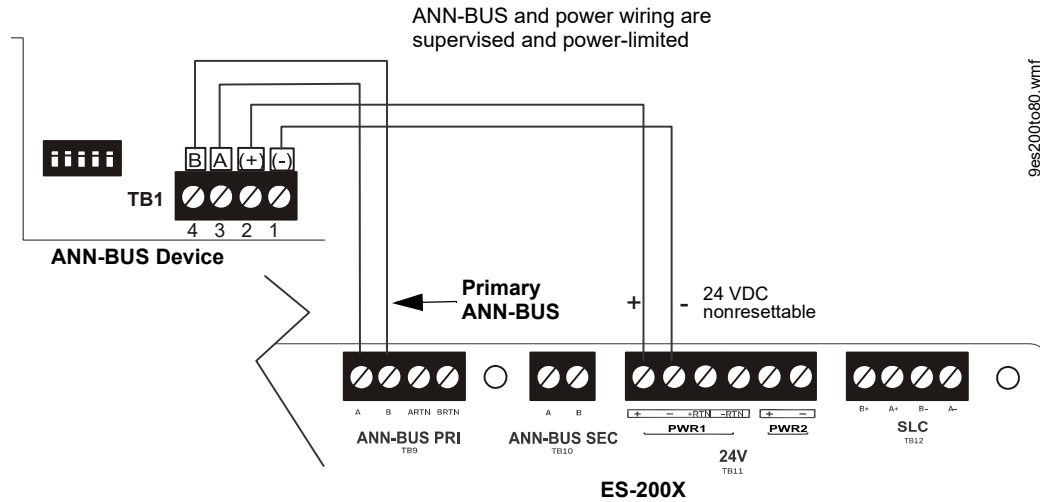 ANN-BUS and power wiring are
supervised and power-limited
9es200to80.wmf
B A (+) (-)
TB1
4 3 2 1
ANN-BUS Device
Primary
ANN-BUS
+ - 24 VDC
nonresettable
A B ARTN BRTN
ANN-BUS PRI
TB9
A B
ANN-BUS SEC
TB10
+ − +RTN −RTN + −
PWR1 PWR2
24V
TB11
B+ A+ B- A-
SLC
TB12
ES-200X